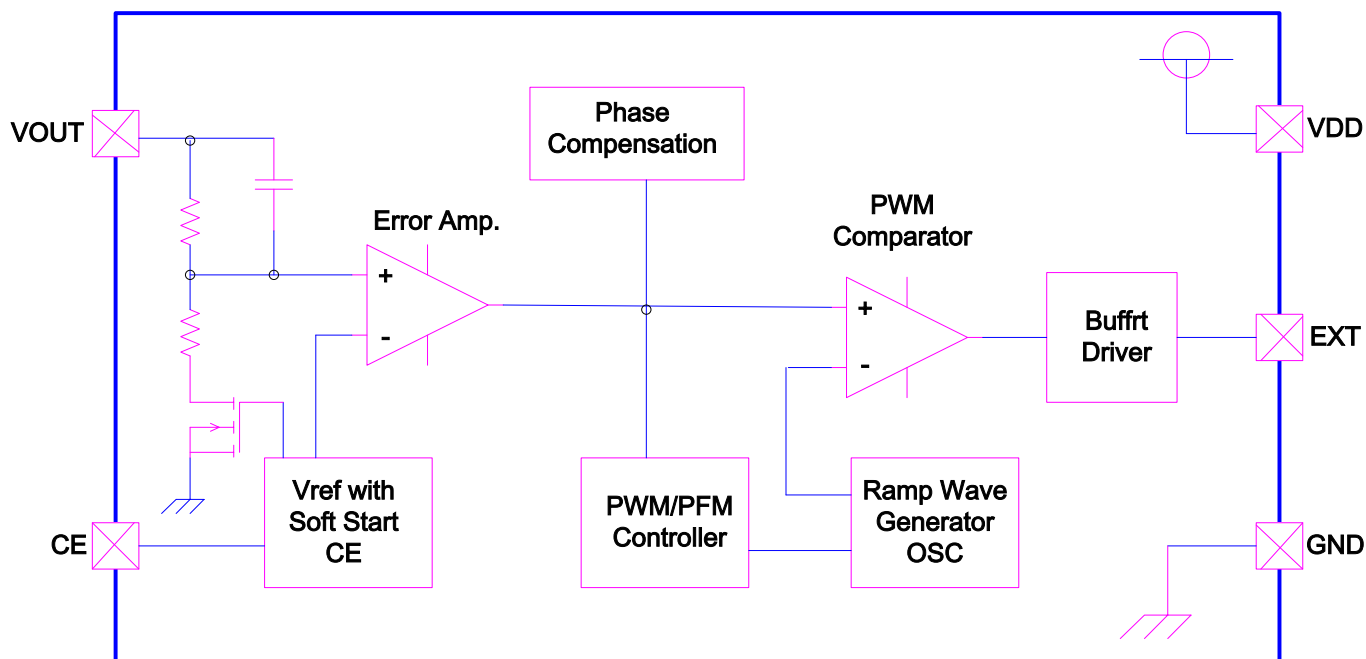 VOUT
Phase
Compensation
VDD
Error Amp.
PWM
Comparator
+
-
+
-
Buffrt
Driver
EXT
Vref with
Soft Start
CE
PWM/PFM
Controller
Ramp Wave
Generator
OSC
CE
GND